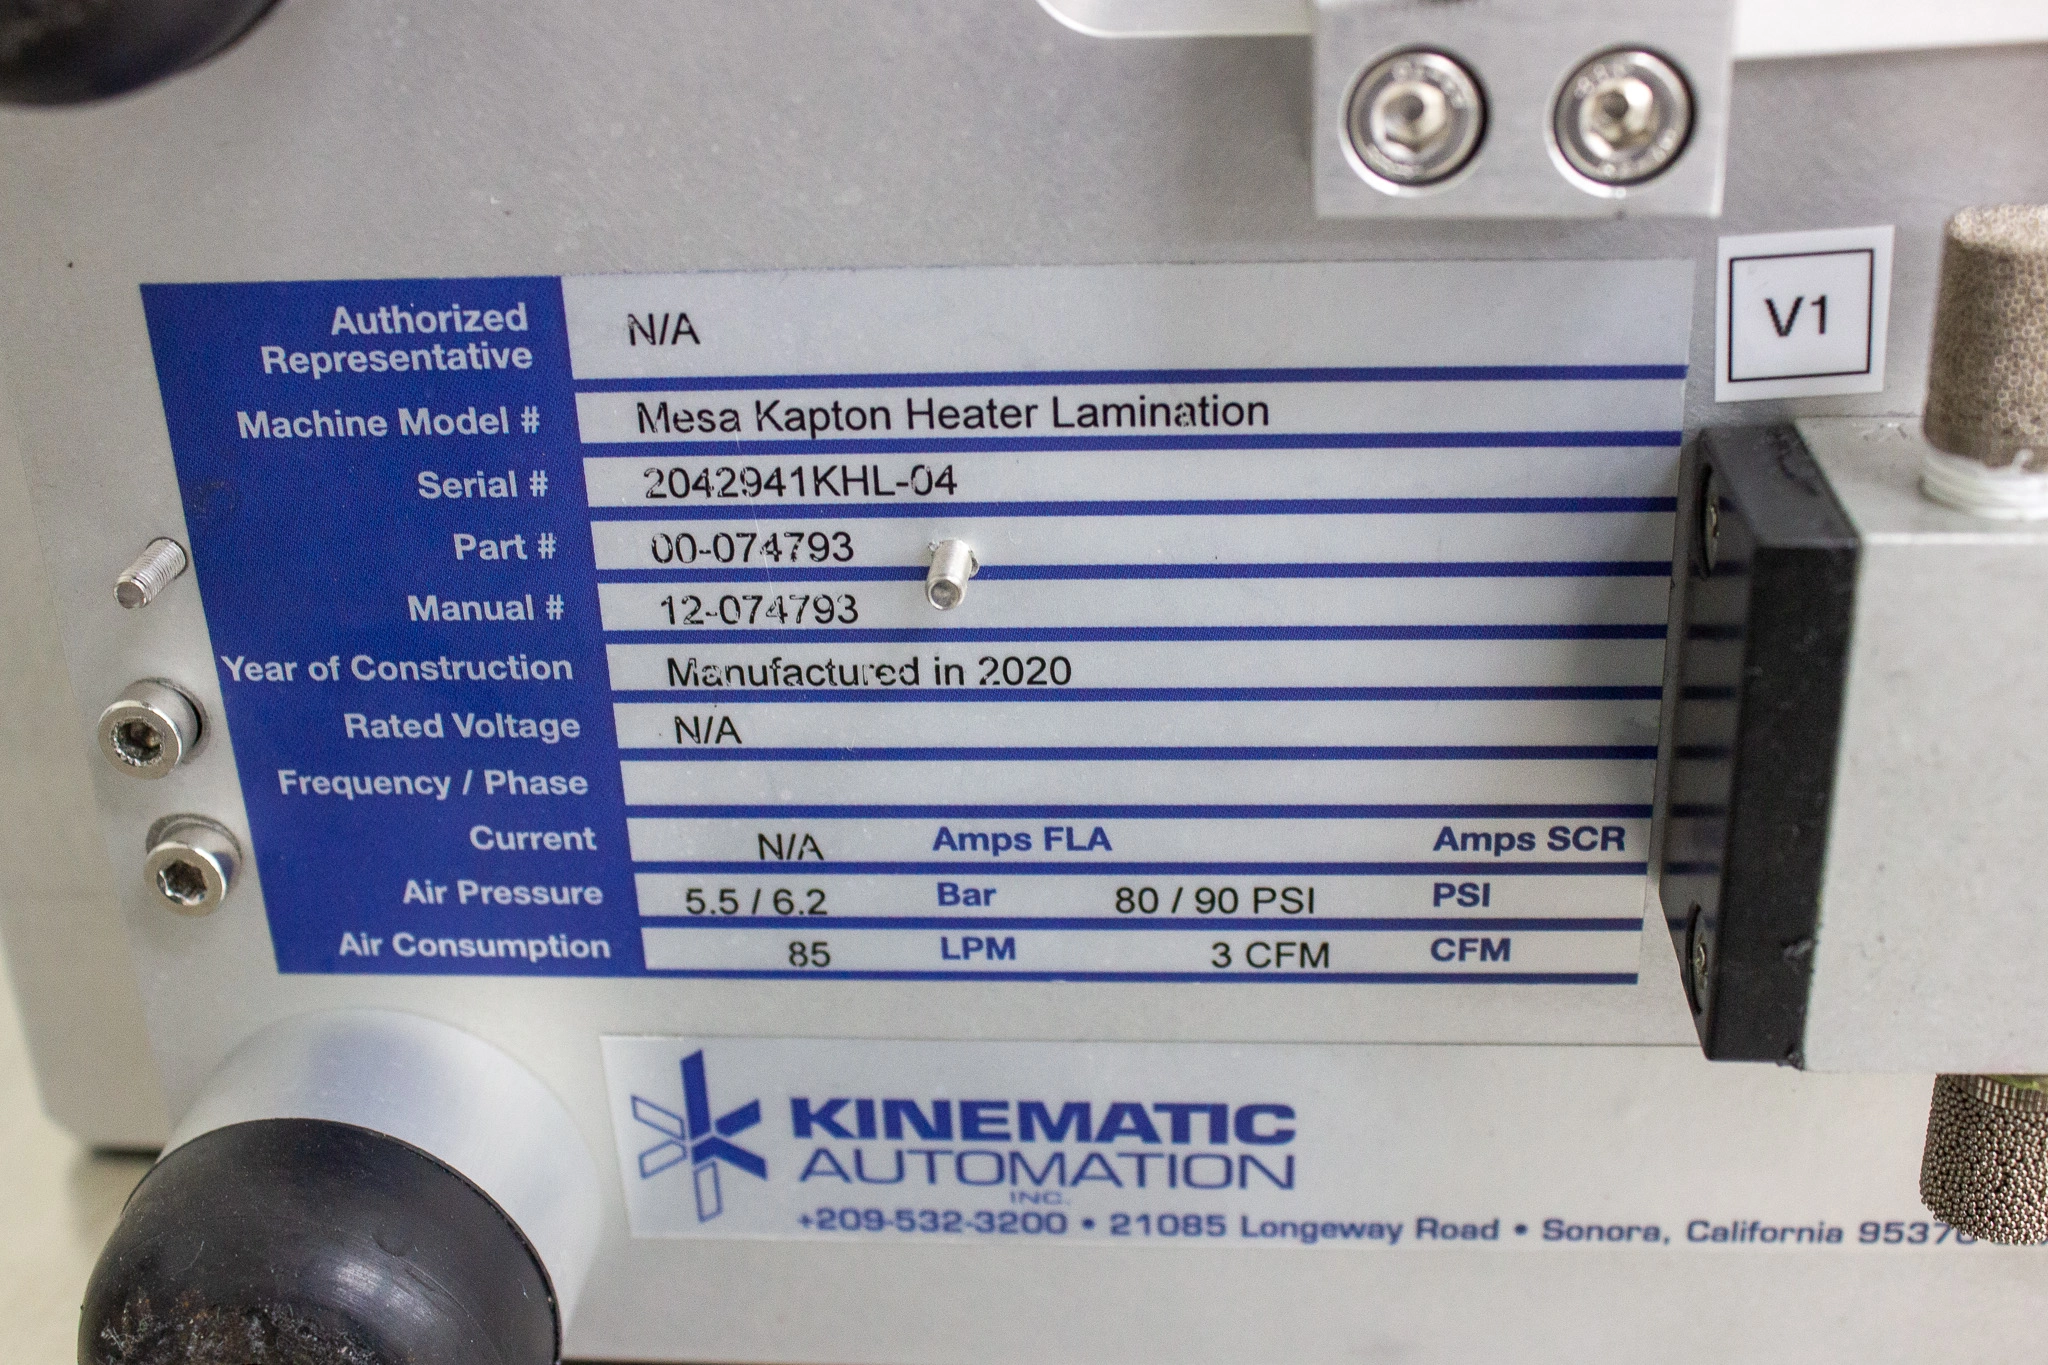 Authorized
Representative N/A
V1
Machine Model # Mesa Kapton Heater Lamination
Serial # 2042941KHL-04
Part # 00-074793
Manual # 12-074793
Year of Construction Manufactured in 2020
Rated Voltage N/A
Frequency / Phase
Current N/A Amps FLA Amps SCR
Air Pressure 5.5 / 6.2 Bar 80 / 90 PSI PSI
Air Consumption 85 LPM 3 CFM CFM
KINEMATIC
AUTOMATION
INC.
+209-532-3200 • 21085 Longeway Road • Sonora, California